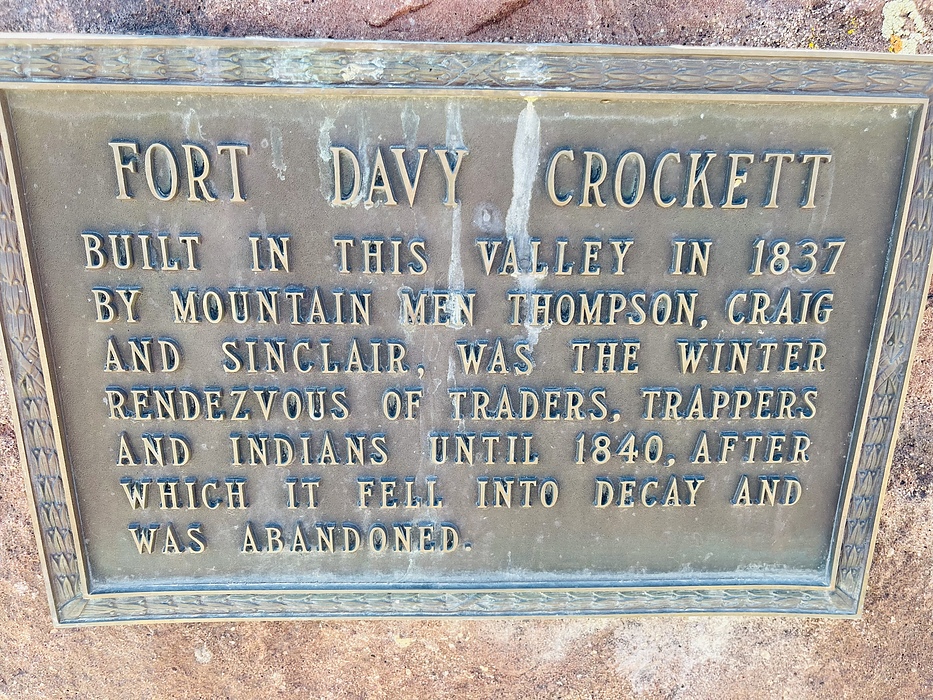 FORT DAVY CROCKETT
BUILT IN THIS VALLEY IN 1837
BY MOUNTAIN MEN THOMPSON, CRAIG
AND SINCLAIR, WAS THE WINTER
RENDEZVOUS OF TRADERS, TRAPPERS
AND INDIANS UNTIL 1840, AFTER
WHICH IT FELL INTO DECAY AND
WAS ABANDONED.